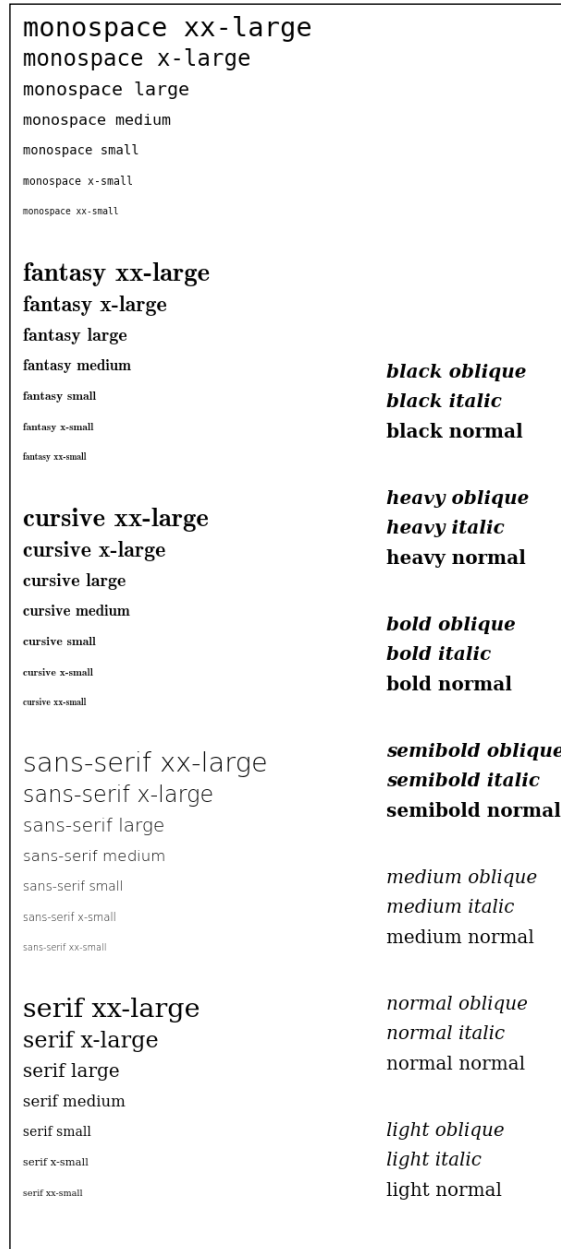 monospace xx-large
monospace x-large
monospace large
monospace medium
monospace small
monospace x-small
monospace xx-small
fantasy xx-large
fantasy x-large
fantasy large
fantasy medium
fantasy small
fantasy x-small
fantasy xx-small
cursive xx-large
cursive x-large
cursive large
cursive medium
cursive small
cursive x-small
cursive xx-small
sans-serif xx-large
sans-serif x-large
sans-serif large
sans-serif medium
sans-serif small
sans-serif x-small
sans-serif xx-small
serif xx-large
serif x-large
serif large
serif medium
serif small
serif x-small
serif xx-small
black oblique
black italic
black normal
heavy oblique
heavy italic
heavy normal
bold oblique
bold italic
bold normal
semibold oblique
semibold italic
semibold normal
medium oblique
medium italic
medium normal
normal oblique
normal italic
normal normal
light oblique
light italic
light normal